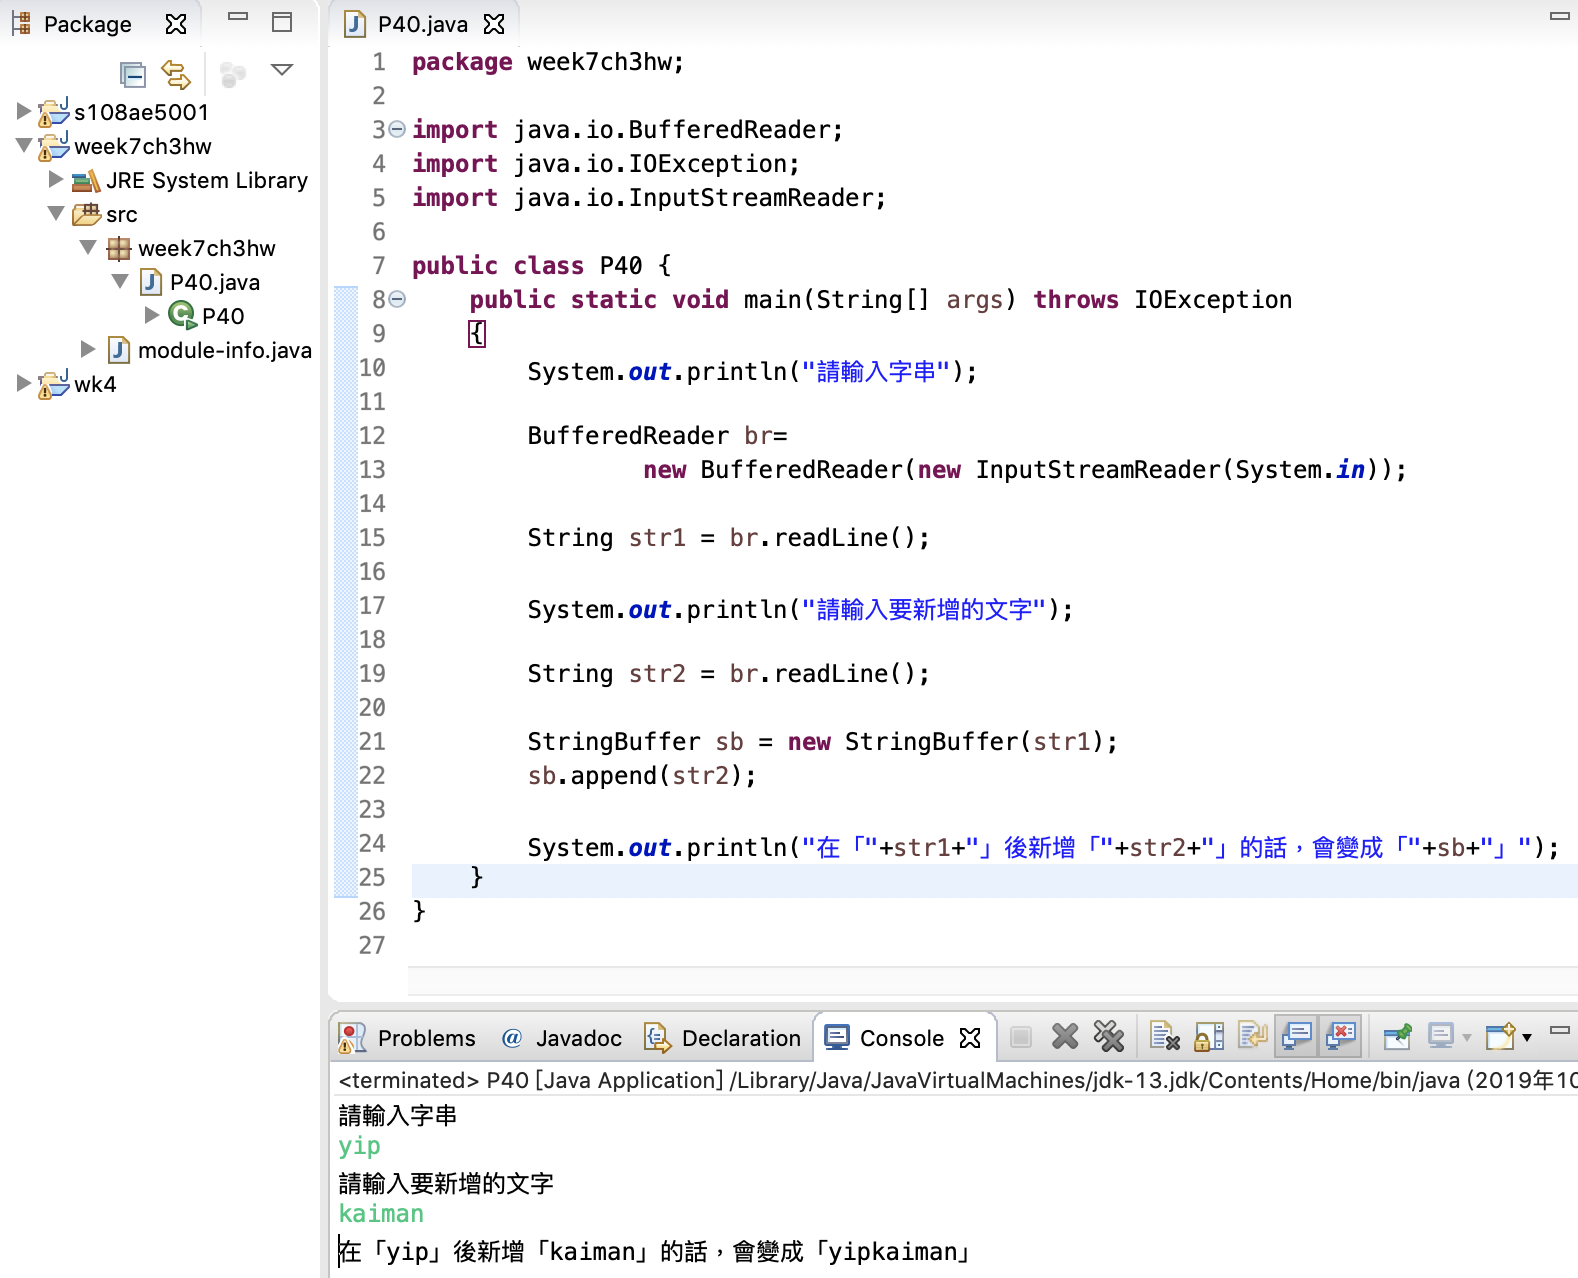 Package
s108ae5001
week7ch3hw
JRE System Library
src
week7ch3hw
P40.java
P40
module-info.java
wk4
P40.java
1 package week7ch3hw;
2
3 import java.io.BufferedReader;
4 import java.io.IOException;
5 import java.io.InputStreamReader;
6
7 public class P40 {
8     public static void main(String[] args) throws IOException
9     {
10         System.out.println("請輸入字串");
11
12         BufferedReader br=
13                 new BufferedReader(new InputStreamReader(System.in));
14
15         String str1 = br.readLine();
16
17         System.out.println("請輸入要新增的文字");
18
19         String str2 = br.readLine();
20
21         StringBuffer sb = new StringBuffer(str1);
22         sb.append(str2);
23
24         System.out.println("在「"+str1+"」後新增「"+str2+"」的話，會變成「"+sb+"」");
25     }
26 }
27
Problems @ Javadoc Declaration Console
<terminated> P40 [Java Application] /Library/Java/JavaVirtualMachines/jdk-13.jdk/Contents/Home/bin/java (2019年10
請輸入字串
yip
請輸入要新增的文字
kaiman
在「yip」後新增「kaiman」的話，會變成「yipkaiman」